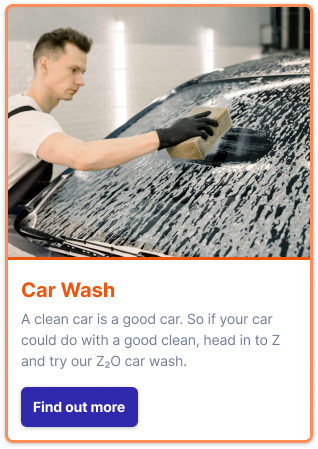 Car Wash
A clean car is a good car. So if your car
could do with a good clean, head in to Z
and try our Z₂O car wash.
Find out more